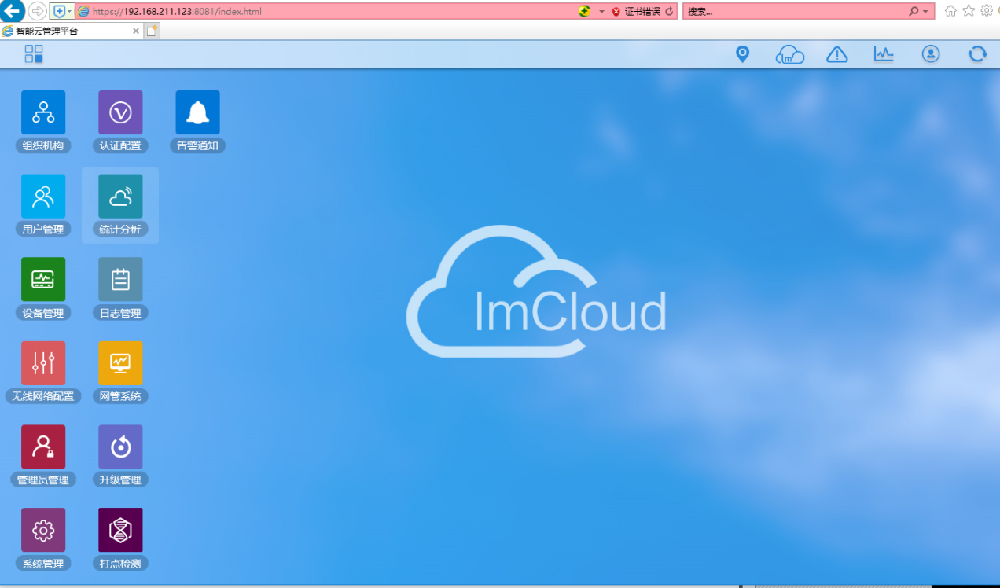 https://192.168.211.123:8081/index.html
证书错误
搜索...
智能云管理平台
lm
组织机构
认证配置
告警通知
用户管理
统计分析
设备管理
日志管理
无线网络配置
网管系统
管理员管理
升级管理
系统管理
打点检测
ImCloud